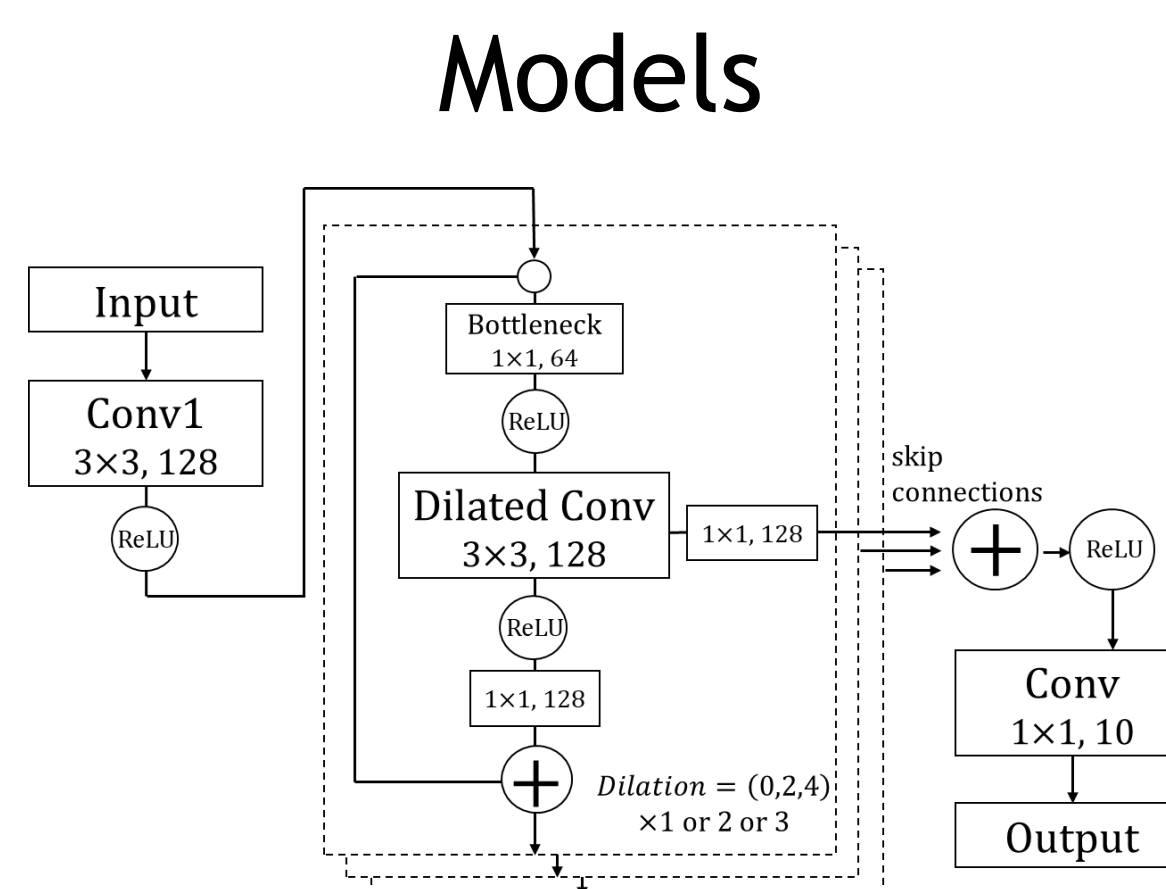 Models
Input
Conv1
3×3, 128
ReLU
Bottleneck
1×1, 64
ReLU
Dilated Conv
3×3, 128
1×1, 128
ReLU
1×1, 128
Dilation = (0,2,4)
×1 or 2 or 3
skip
connections
ReLU
Conv
1×1, 10
Output